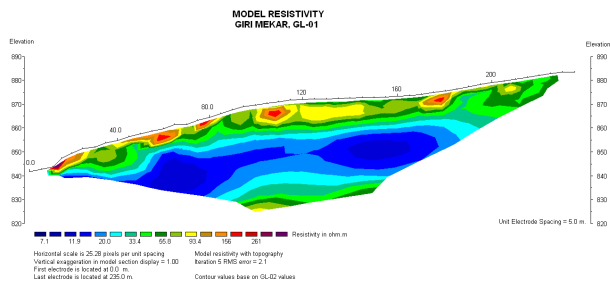 MODEL RESISTIVITY
GIRI MEKAR, GL-01
Elevation
Elevation
890
890
880
880
870
870
860
860
850
850
840
840
830
830
820
820
0.0
40.0
80.0
120
160
200
Unit Electrode Spacing = 5.0 m.
7.1 11.9 20.0 33.4 55.8 93.4 156 261 Resistivity in ohm.m
Horizontal scale is 25.28 pixels per unit spacing
Vertical exaggeration in model section display = 1.00
First electrode is located at 0.0 m.
Last electrode is located at 235.0 m.
Model resistivity with topography
Iteration 5 RMS error = 2.1
Contour values based on GL-02 values